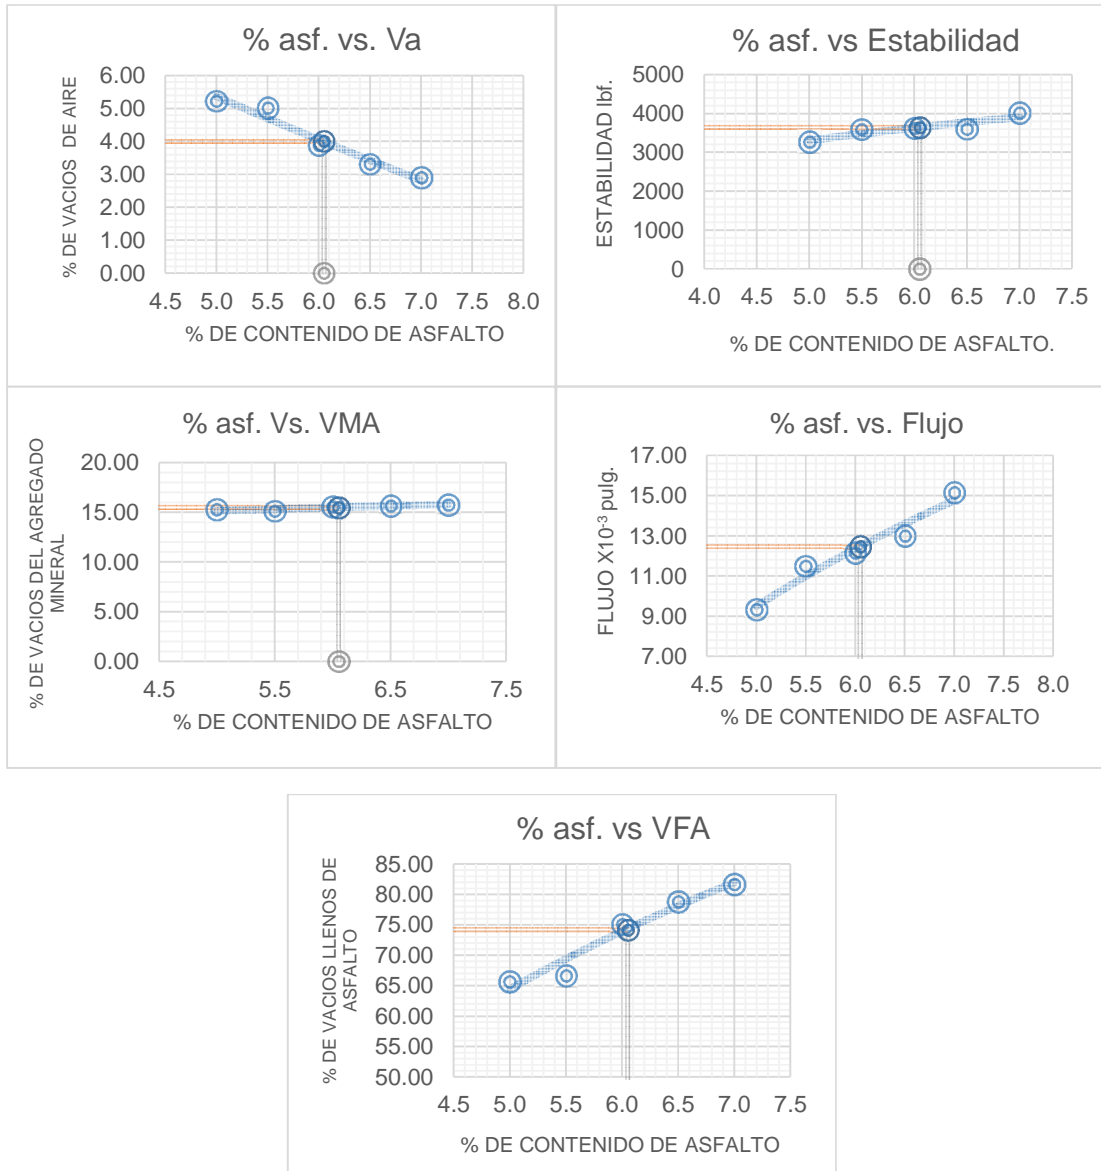 % asf. vs. Va
% DE VACIOS DE AIRE
6.00
5.00
4.00
3.00
2.00
1.00
0.00
4.5 5.0 5.5 6.0 6.5 7.0 7.5 8.0
% DE CONTENIDO DE ASFALTO
% asf. vs Estabilidad
ESTABILIDAD lbf.
5000
4000
3000
2000
1000
0
4.0 4.5 5.0 5.5 6.0 6.5 7.0 7.5
% DE CONTENIDO DE ASFALTO.
% asf. Vs. VMA
% DE VACIOS DEL AGREGADO
MINERAL
20.00
15.00
10.00
5.00
0.00
4.5 5.5 6.5 7.5
% DE CONTENIDO DE ASFALTO
% asf. vs. Flujo
FLUJO X10⁻³ pulg.
17.00
15.00
13.00
11.00
9.00
7.00
4.5 5.0 5.5 6.0 6.5 7.0 7.5 8.0
% DE CONTENIDO DE ASFALTO
% asf. vs VFA
% DE VACIOS LLENOS DE
ASFALTO
85.00
80.00
75.00
70.00
65.00
60.00
55.00
50.00
4.5 5.0 5.5 6.0 6.5 7.0 7.5
% DE CONTENIDO DE ASFALTO